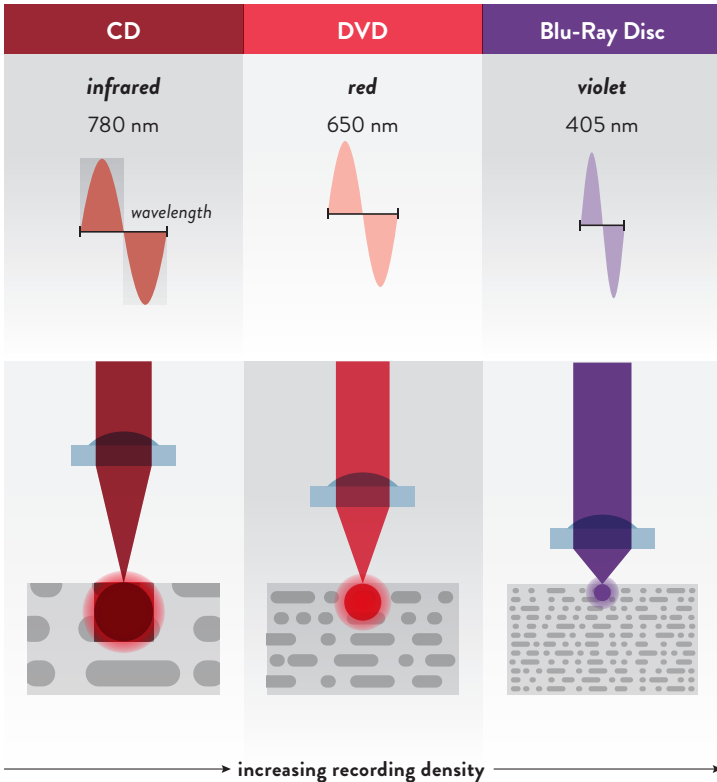 CD
DVD
Blu-Ray Disc
infrared
red
violet
780 nm
650 nm
405 nm
wavelength
increasing recording density